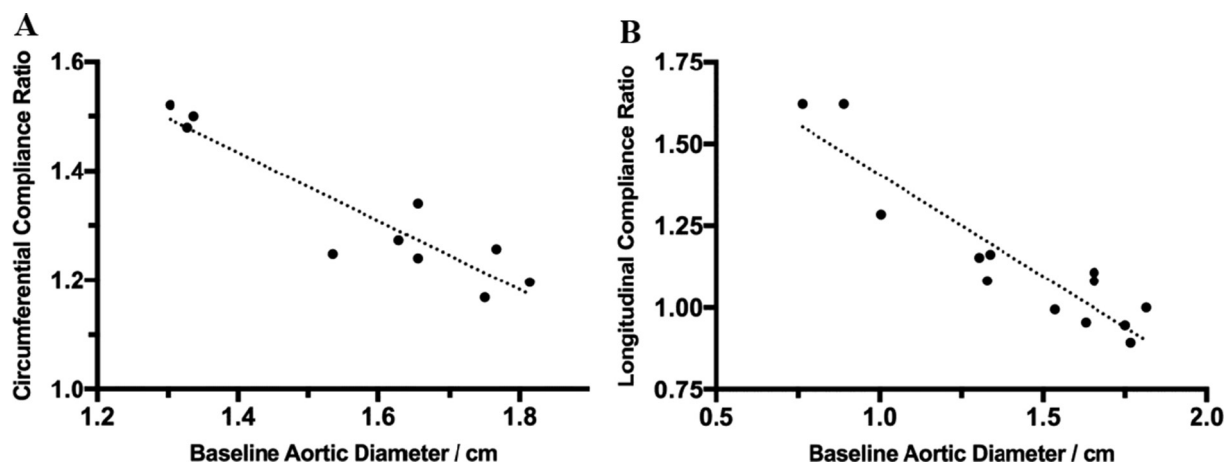 A
Circumferential Compliance Ratio
1.6
1.4
1.2
1.0
1.2
1.4
1.6
1.8
Baseline Aortic Diameter / cm
B
Longitudinal Compliance Ratio
1.75
1.50
1.25
1.00
0.75
0.5
1.0
1.5
2.0
Baseline Aortic Diameter / cm